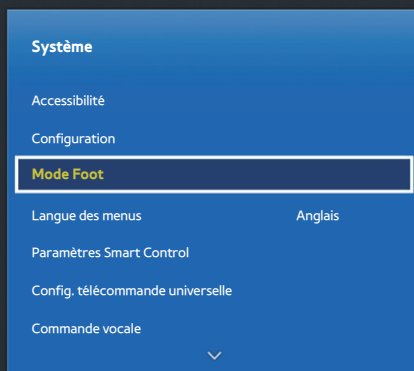 Système
Accessibilité
Configuration
Mode Foot
Langue des menus Anglais
Paramètres Smart Control
Config. télécommande universelle
Commande vocale